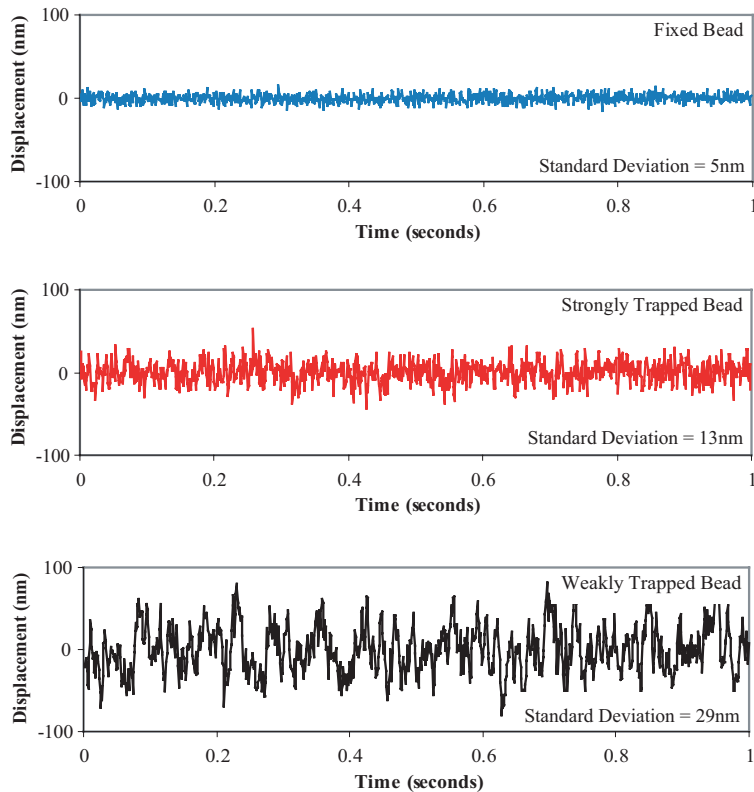 100
Fixed Bead
Displacement (nm)
0
Standard Deviation = 5nm
-100
0 0.2 0.4 0.6 0.8 1
Time (seconds)
100
Strongly Trapped Bead
Displacement (nm)
0
Standard Deviation = 13nm
-100
0 0.2 0.4 0.6 0.8 1
Time (seconds)
100
Weakly Trapped Bead
Displacement (nm)
0
Standard Deviation = 29nm
-100
0 0.2 0.4 0.6 0.8 1
Time (seconds)